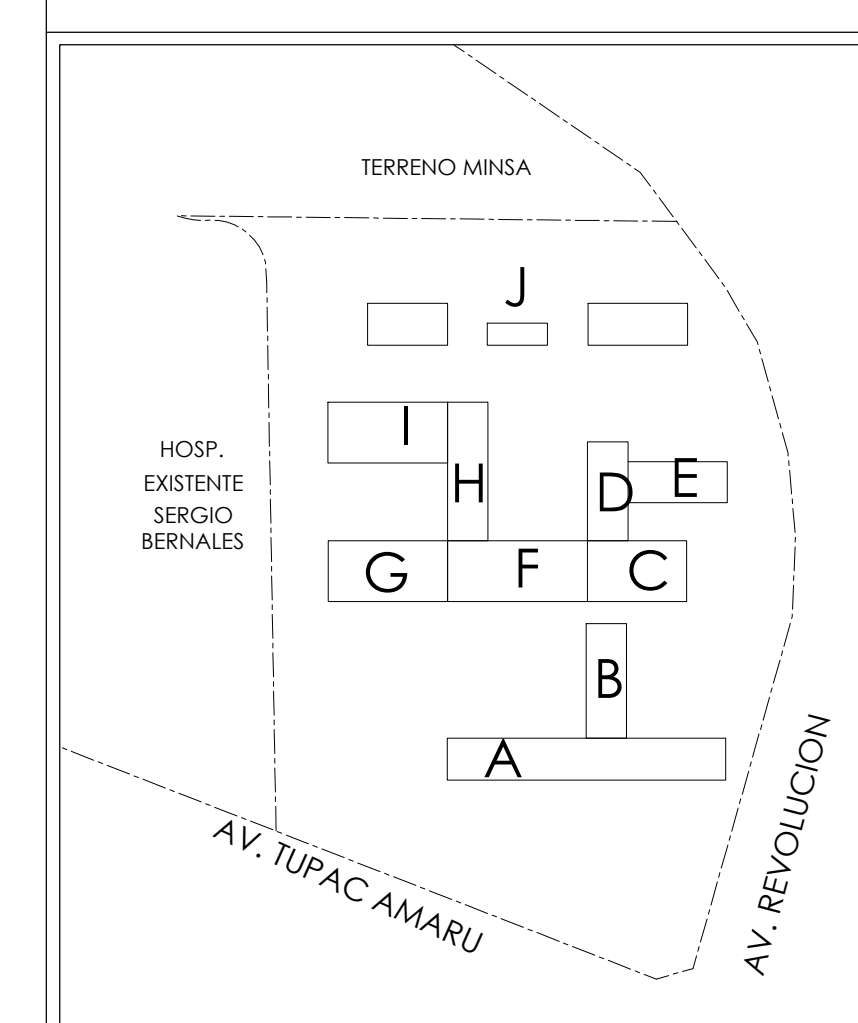 TERRENO MINSA
J
I
HOSP.
EXISTENTE
SERGIO
BERNALES
H
D
E
G
F
C
B
A
AV. TUPAC AMARU
AV. REVOLUCION